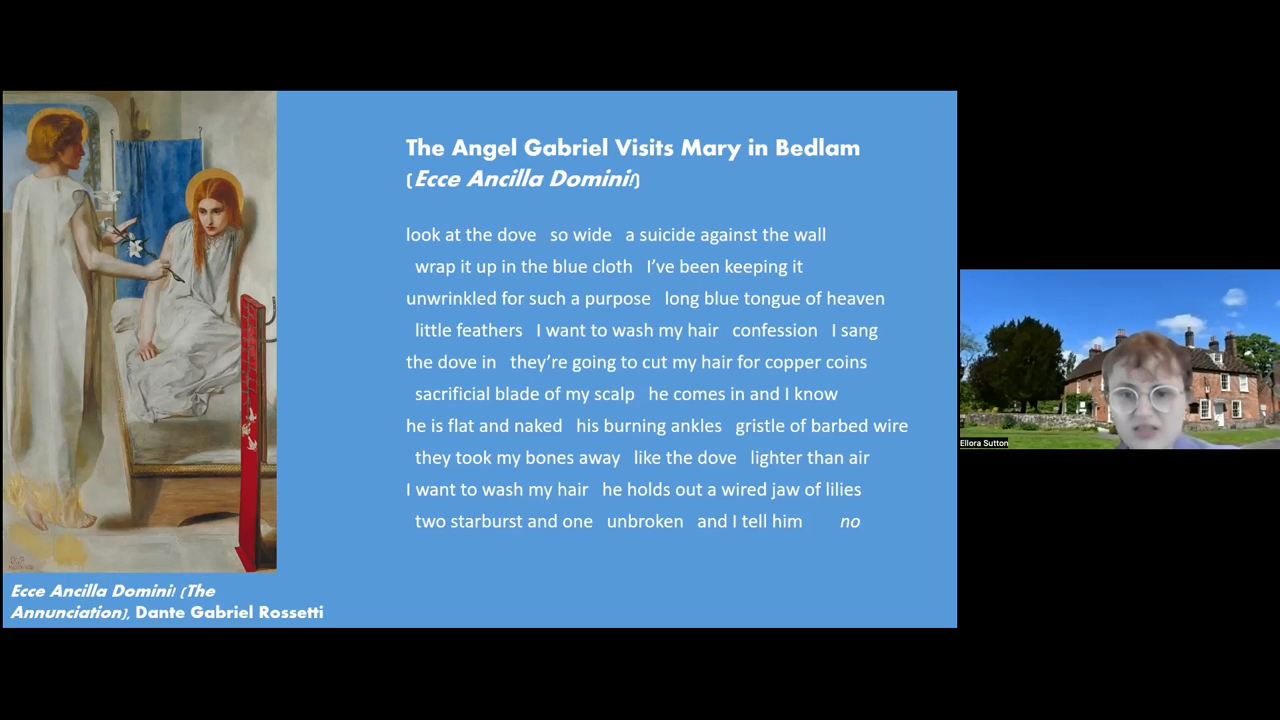 The Angel Gabriel Visits Mary in Bedlam
(Ecce Ancilla Domini!)
look at the dove   so wide   a suicide against the wall
wrap it up in the blue cloth   I’ve been keeping it
unwrinkled for such a purpose   long blue tongue of heaven
little feathers   I want to wash my hair   confession   I sang
the dove in   they’re going to cut my hair for copper coins
sacrificial blade of my scalp   he comes in and I know
he is flat and naked   his burning ankles   gristle of barbed wire
they took my bones away   like the dove   lighter than air
I want to wash my hair   he holds out a wired jaw of lilies
two starburst and one   unbroken   and I tell him   no
Ecce Ancilla Domini! (The
Annunciation), Dante Gabriel Rossetti
Ellora Sutton